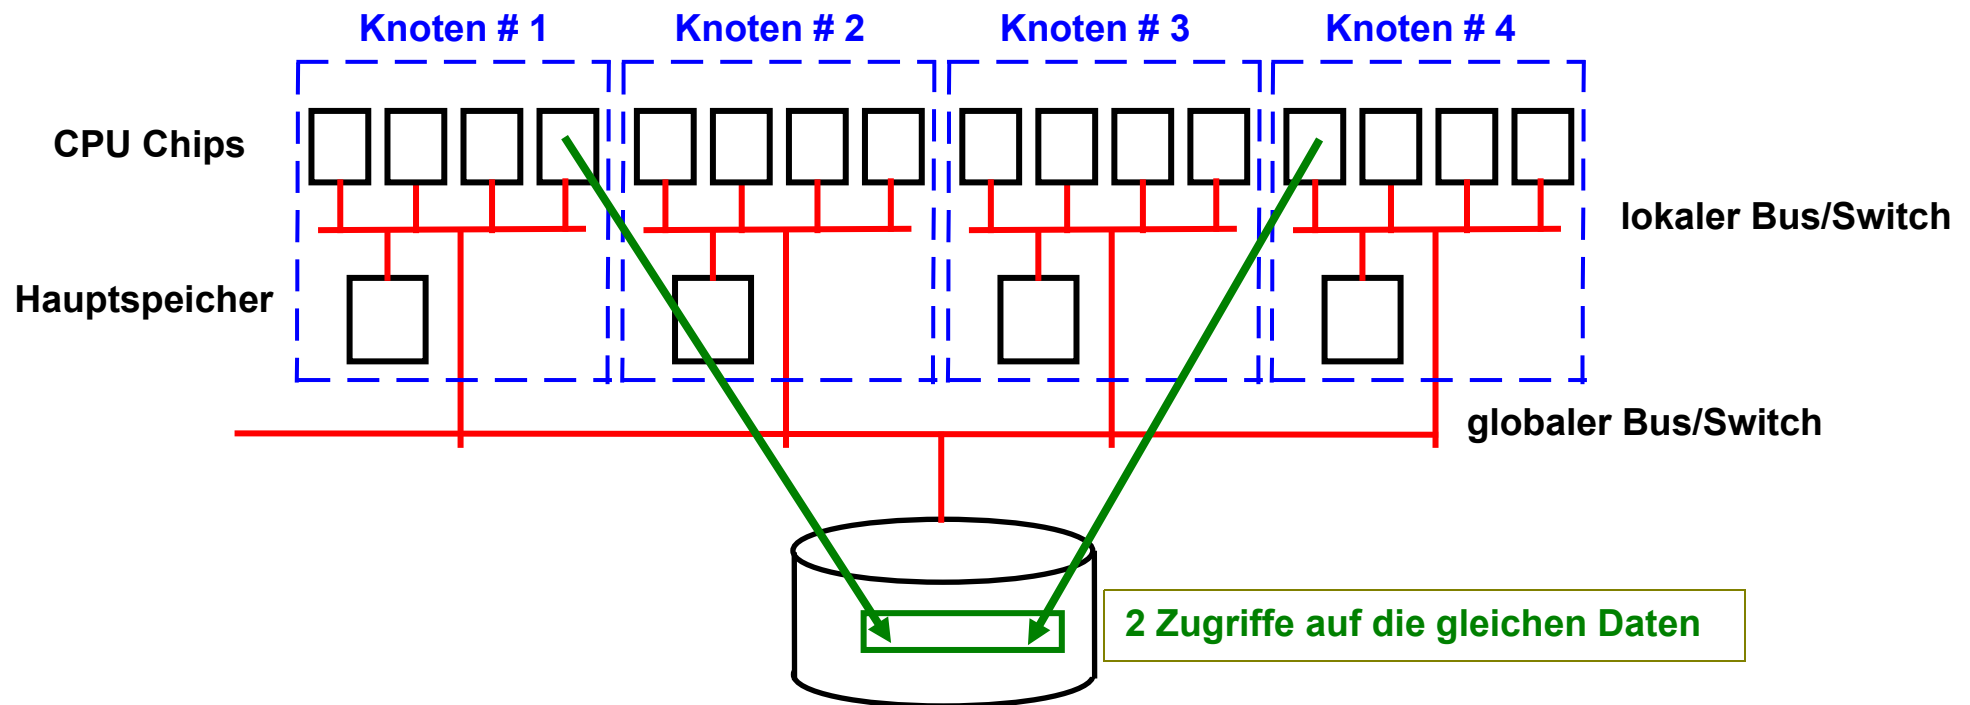 Knoten # 1
Knoten # 2
Knoten # 3
Knoten # 4
CPU Chips
lokaler Bus/Switch
Hauptspeicher
globaler Bus/Switch
2 Zugriffe auf die gleichen Daten